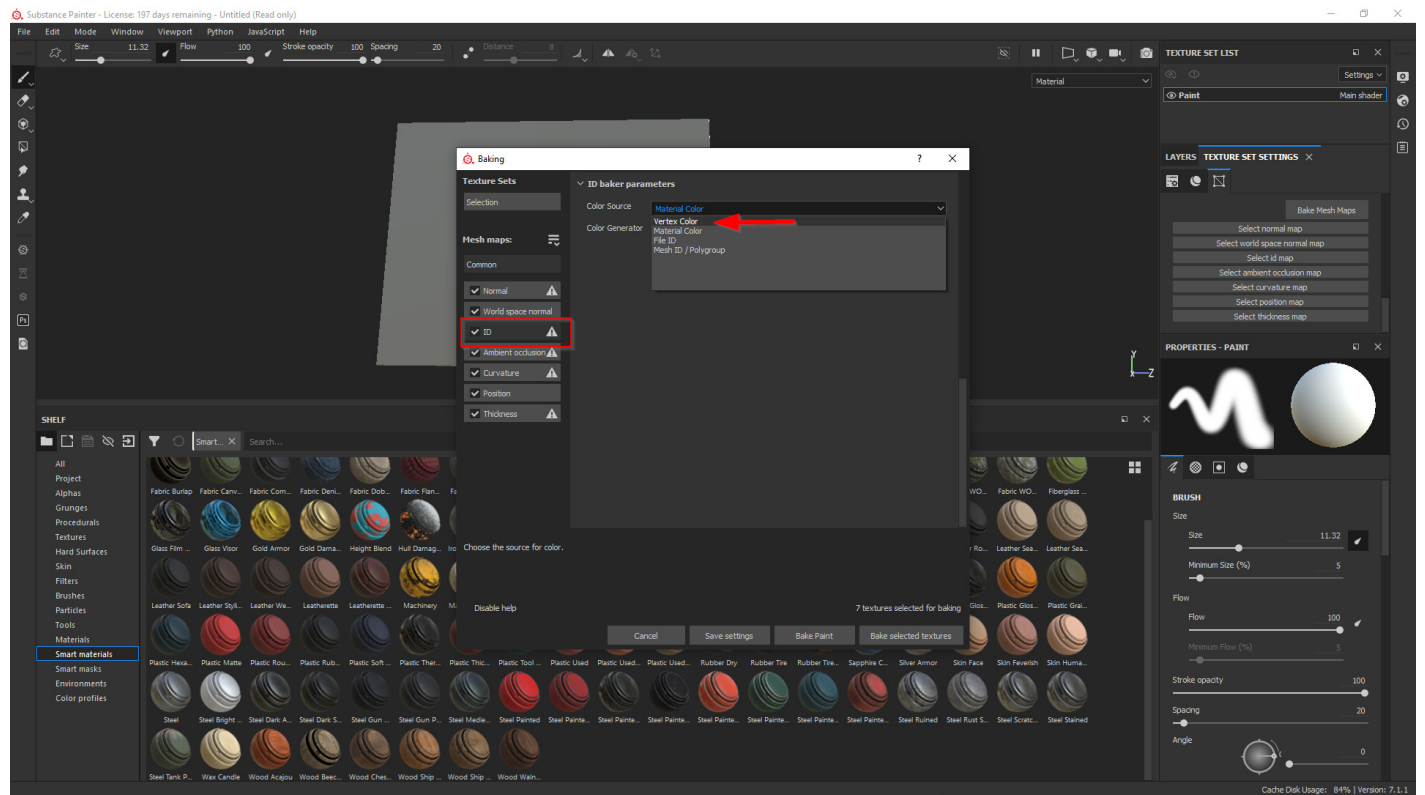 Substance Painter - License: 197 days remaining - Untitled (Read only)
File Edit Mode Window Viewport Python JavaScript Help
Size 11.32 Flow 100 Stroke opacity 100 Spacing 20 Distance 8
Material
TEXTURE SET LIST
Settings
Paint Main shader
LAYERS TEXTURE SET SETTINGS
Bake Mesh Maps
Select normal map
Select world space normal map
Select id map
Select ambient occlusion map
Select curvature map
Select position map
Select thickness map
Baking ?
Texture Sets
Selection
Mesh maps:
Common
Normal
World space normal
ID
Ambient occlusion
Curvature
Position
Thickness
ID baker parameters
Color Source Material Color
Color Generator
Vertex Color
Material Color
File ID
Mesh ID / Polygroup
Choose the source for color.
Disable help 7 textures selected for baking
Cancel Save settings Bake Paint Bake selected textures
Y
X Z
PROPERTIES - PAINT
BRUSH
Size
Size 11.32
Minimum Size (%) 5
Flow
Flow 100
Minimum Flow (%) 5
Stroke opacity 100
Spacing 20
Angle 0
SHELF
Smart... Search...
All
Project
Alphas
Grunges
Procedurals
Textures
Hard Surfaces
Skin
Filters
Brushes
Particles
Tools
Materials
Smart materials
Smart masks
Environments
Color profiles
Fabric Burlap Fabric Canv... Fabric Com... Fabric Deni... Fabric Dob... Fabric Flan... Fabric WO... Fiberglass ...
Glass Film ... Glass Visor Gold Armor Gold Dama... Height Blend Hull Damag... Leather Sea... Leather Sea...
Leather Sofa Leather Styli... Leather We... Leatherette Leatherette ... Machinery Plastic Glos... Plastic Grai...
Plastic Hexa... Plastic Matte Plastic Rou... Plastic Rub... Plastic Soft ... Plastic Ther... Plastic Thic... Plastic Tool ... Plastic Used Plastic Used... Plastic Used... Rubber Dry Rubber Tire Rubber Tire... Sapphire C... Silver Armor Skin Face Skin Feverish Skin Huma...
Steel Steel Bright ... Steel Dark A... Steel Dark S... Steel Gun ... Steel Gun P... Steel Medie... Steel Painted Steel Painte... Steel Painte... Steel Painte... Steel Painte... Steel Painte... Steel Painte... Steel Painte... Steel Ruined Steel Rust S... Steel Scratc... Steel Stained
Steel Tank P... Wax Candle Wood Acajou Wood Beec... Wood Ches... Wood Ship ... Wood Ship ... Wood Waln...
Cache Disk Usage: 84% | Version: 7.1.1